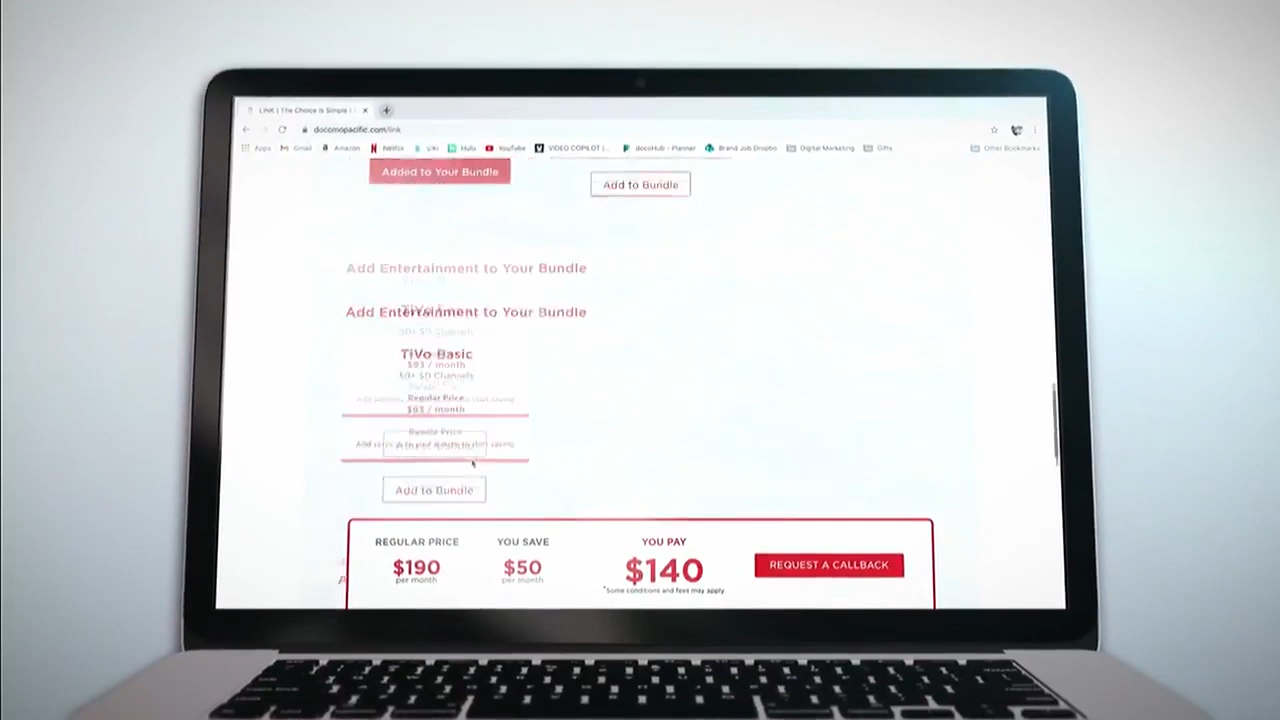 LiNK | The Choice is Simple |
docomopacific.com/link
Apps Gmail Amazon Netflix Hulu YouTube VIDEO COPILOT |... docoHub - Planner Brand Job Dropbo Digital Marketing Gifts Other Bookmarks
Added to Your Bundle
Add to Bundle
Add Entertainment to Your Bundle
Add Entertainment to Your Bundle
TiVo Basic
$93 / month
50+ SD Channels
Regular Price
$93 / month
Bundle Price
Add to Bundle
REGULAR PRICE YOU SAVE YOU PAY
$190 $50 $140 REQUEST A CALLBACK
per month per month
*Some conditions and fees may apply